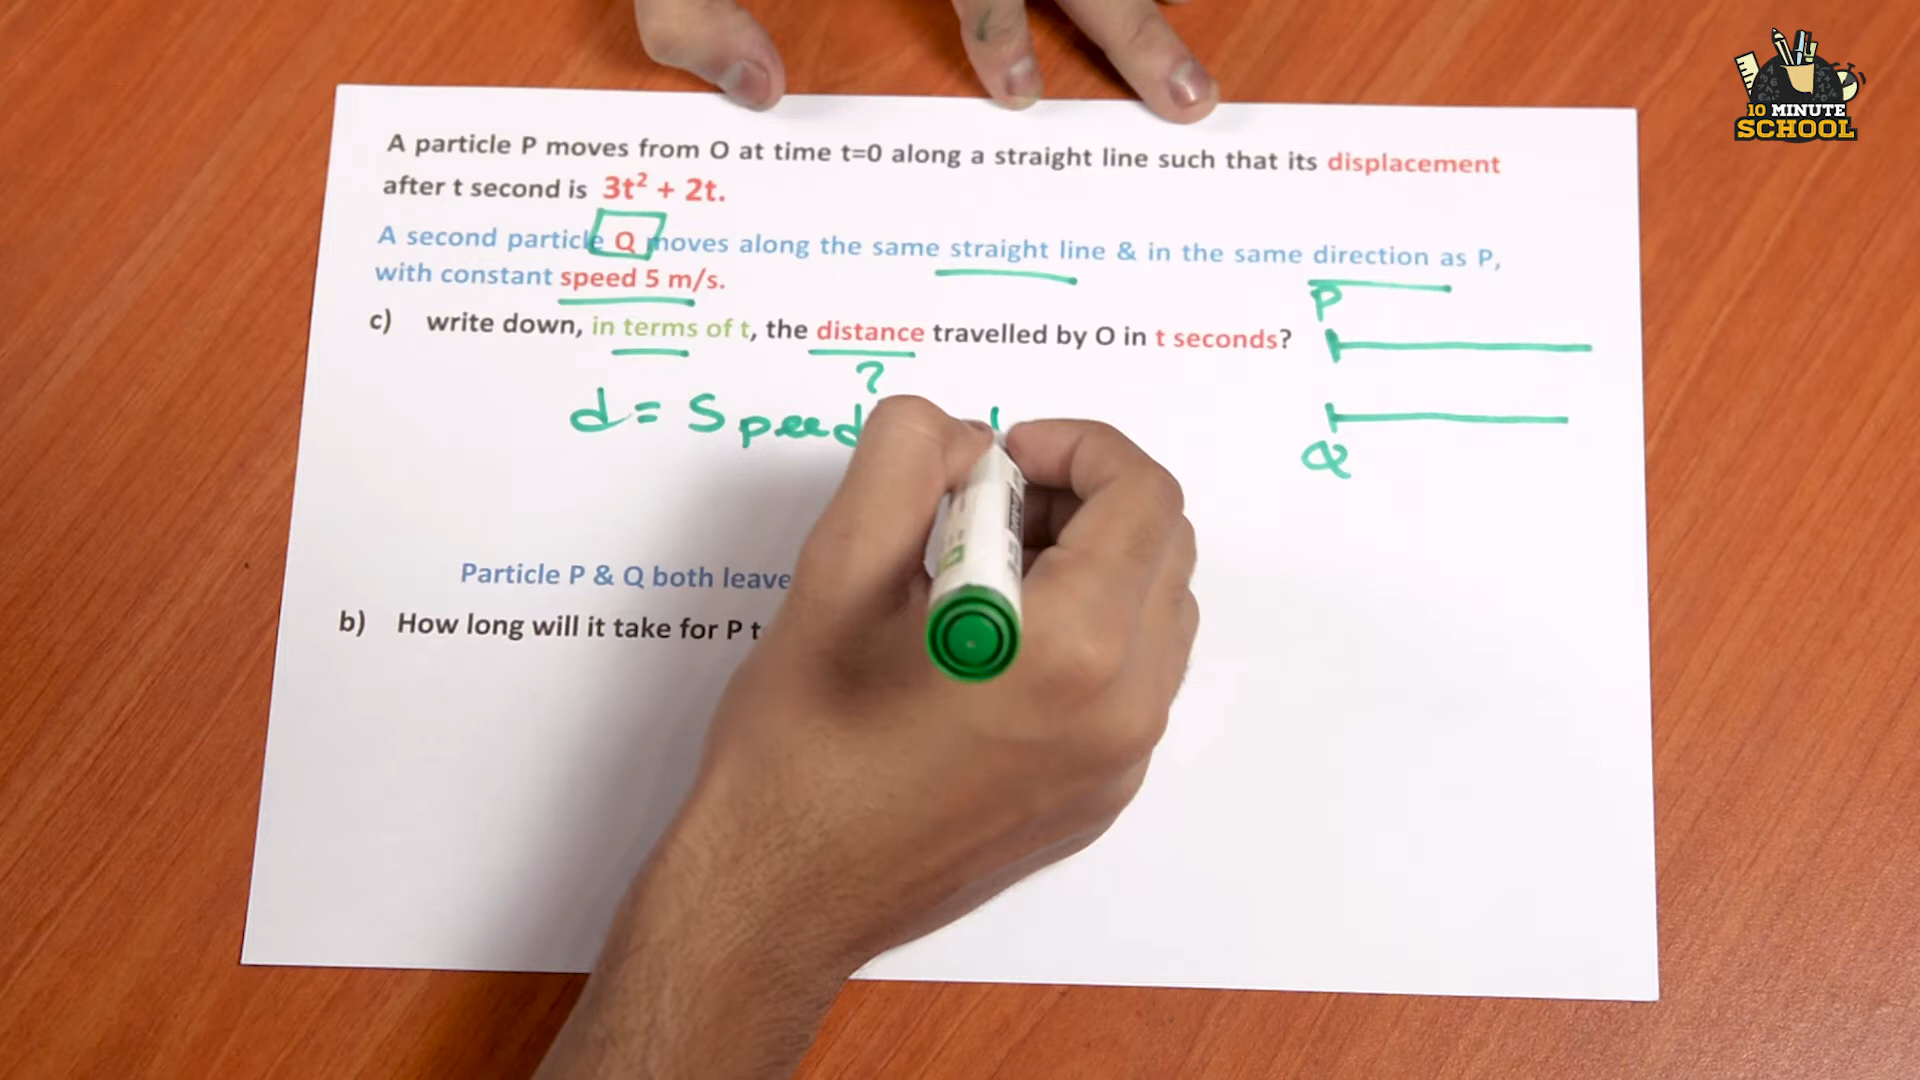 10 MINUTE
SCHOOL
A particle P moves from O at time t=0 along a straight line such that its displacement
after t second is 3t² + 2t.
A second particle Q moves along the same straight line & in the same direction as P,
with constant speed 5 m/s.
P
c) write down, in terms of t, the distance travelled by O in t seconds?
?
d = Speed
Q
Particle P & Q both leave
b) How long will it take for P t